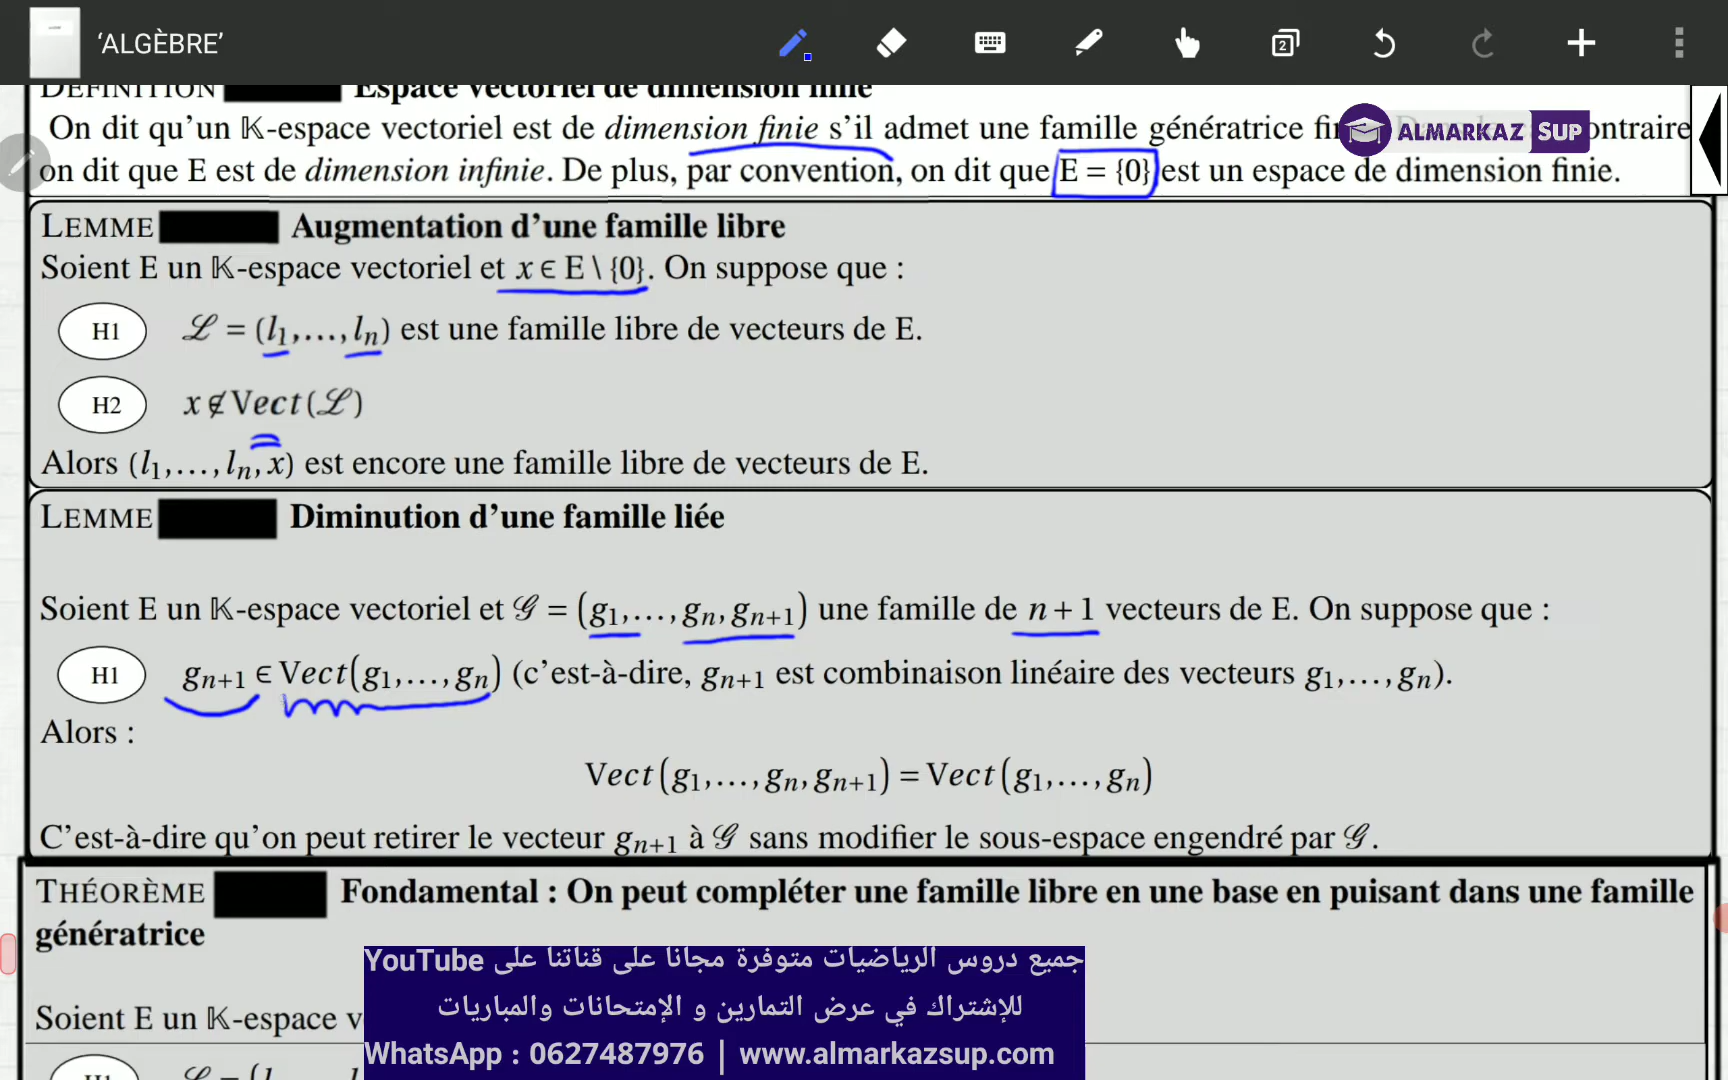 ‘ALGÈBRE’
2
DÉFINITION Espace vectoriel de dimension finie
On dit qu’un 𝕂-espace vectoriel est de dimension finie s’il admet une famille génératrice ontraire
ALMARKAZ SUP
on dit que E est de dimension infinie. De plus, par convention, on dit que E = {0} est un espace de dimension finie.
LEMME Augmentation d’une famille libre
Soient E un 𝕂-espace vectoriel et x ∈ E \ {0}. On suppose que :
H1 ℒ = (l₁,…,lₙ) est une famille libre de vecteurs de E.
H2 x ∉ Vect(ℒ)
Alors (l₁,…,lₙ,x) est encore une famille libre de vecteurs de E.
LEMME Diminution d’une famille liée
Soient E un 𝕂-espace vectoriel et 𝒢 = (g₁,…,gₙ,gₙ₊₁) une famille de n+1 vecteurs de E. On suppose que :
H1 gₙ₊₁ ∈ Vect(g₁,…,gₙ) (c’est-à-dire, gₙ₊₁ est combinaison linéaire des vecteurs g₁,…,gₙ).
Alors :
Vect(g₁,…,gₙ,gₙ₊₁) = Vect(g₁,…,gₙ)
C’est-à-dire qu’on peut retirer le vecteur gₙ₊₁ à 𝒢 sans modifier le sous-espace engendré par 𝒢.
THÉORÈME Fondamental : On peut compléter une famille libre en une base en puisant dans une famille
génératrice
Soient E un 𝕂-espace v
جميع دروس الرياضيات متوفرة مجانا على قناتنا على YouTube
للإشتراك في عرض التمارين و الإمتحانات والمباريات
WhatsApp : 0627487976 | www.almarkazsup.com